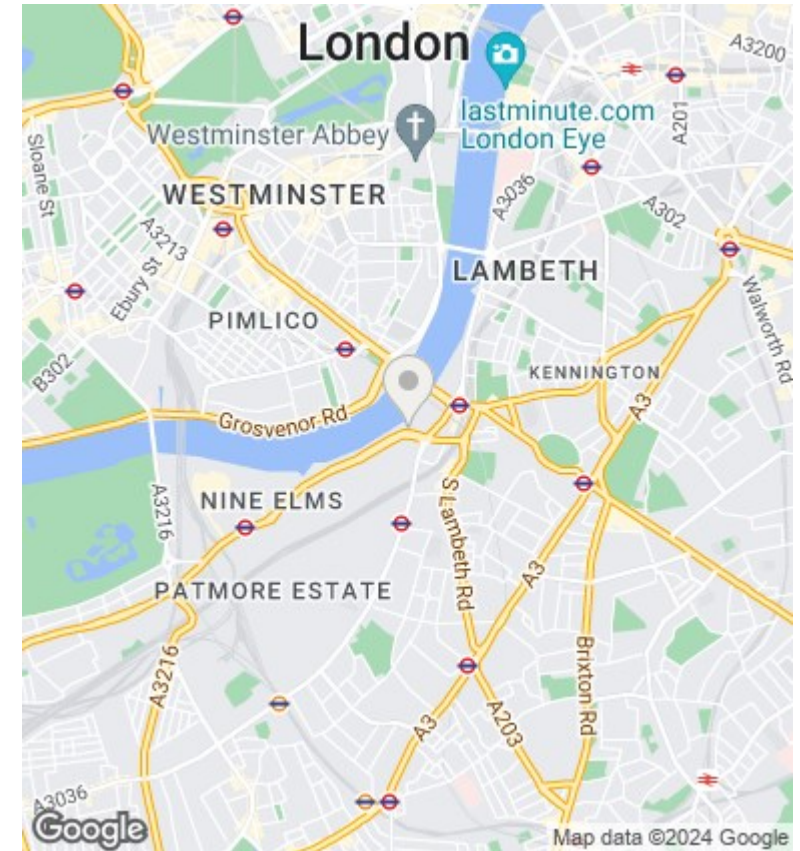 London
A3200
lastminute.com
London Eye
A201
Westminster Abbey
Sloane St
A3036
WESTMINSTER
A302
A3213
LAMBETH
Ebury St
Walworth Rd
PIMLICO
B302
KENNINGTON
A3
Grosvenor Rd
A3216
NINE ELMS
S Lambeth Rd
A3
PATMORE ESTATE
Brixton Rd
A3216
A203
A3
A3036
Google
Map data ©2024 Google